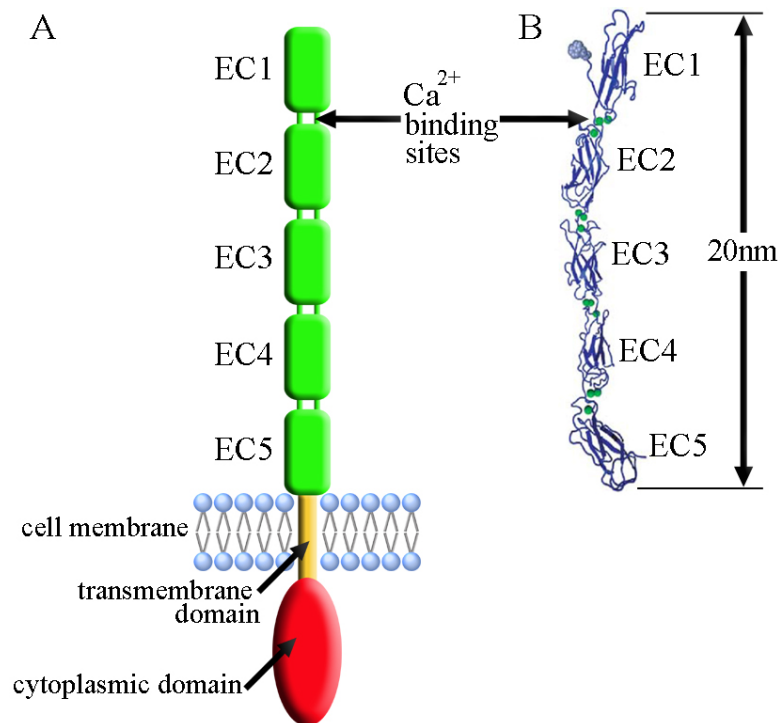 A
EC1
EC2
EC3
EC4
EC5
cell membrane
transmembrane
domain
cytoplasmic domain
Ca²⁺
binding
sites
B
EC1
EC2
EC3
EC4
EC5
20nm